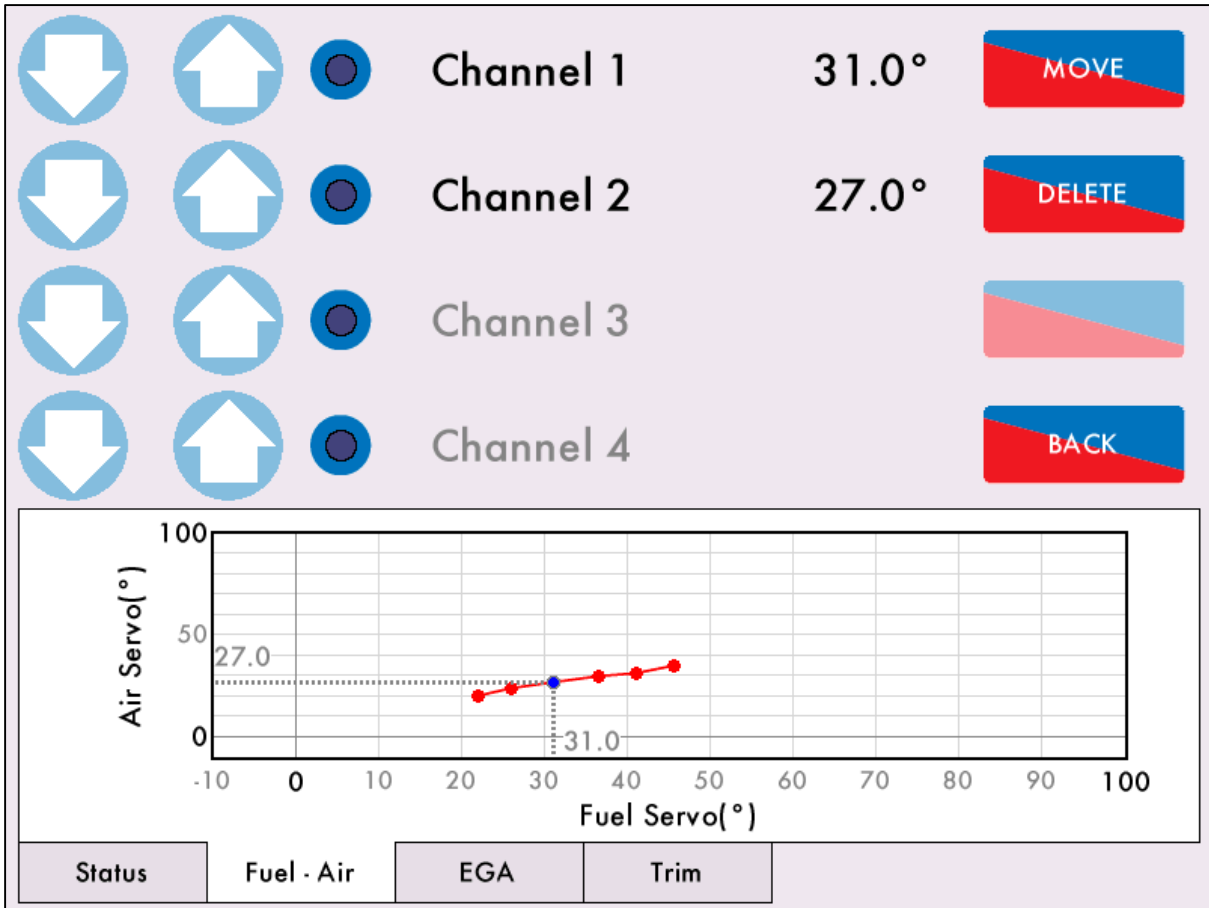 Channel 1 31.0° MOVE
Channel 2 27.0° DELETE
Channel 3
Channel 4 BACK
100
50
27.0
0
31.0
Air Servo(°)
-10 0 10 20 30 40 50 60 70 80 90 100
Fuel Servo(°)
Status Fuel - Air EGA Trim